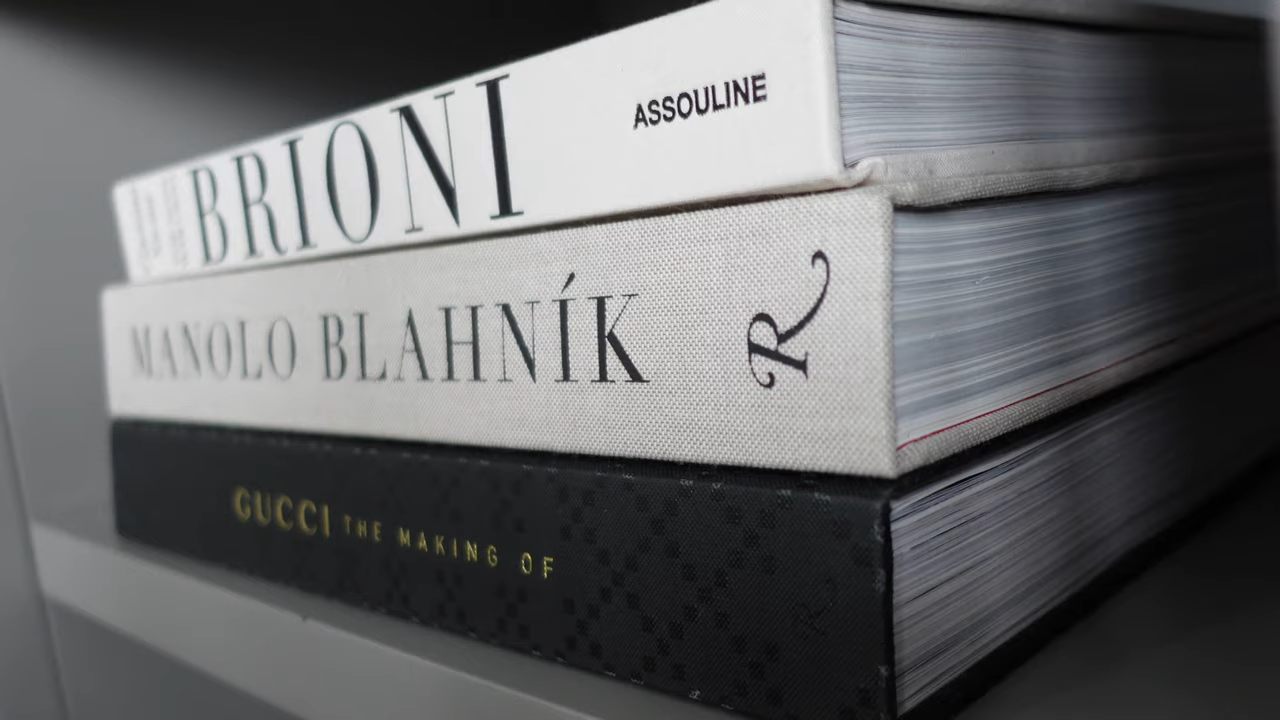 BRIONI ASSOULINE
MANOLO BLAHNÍK R
GUCCI THE MAKING OF